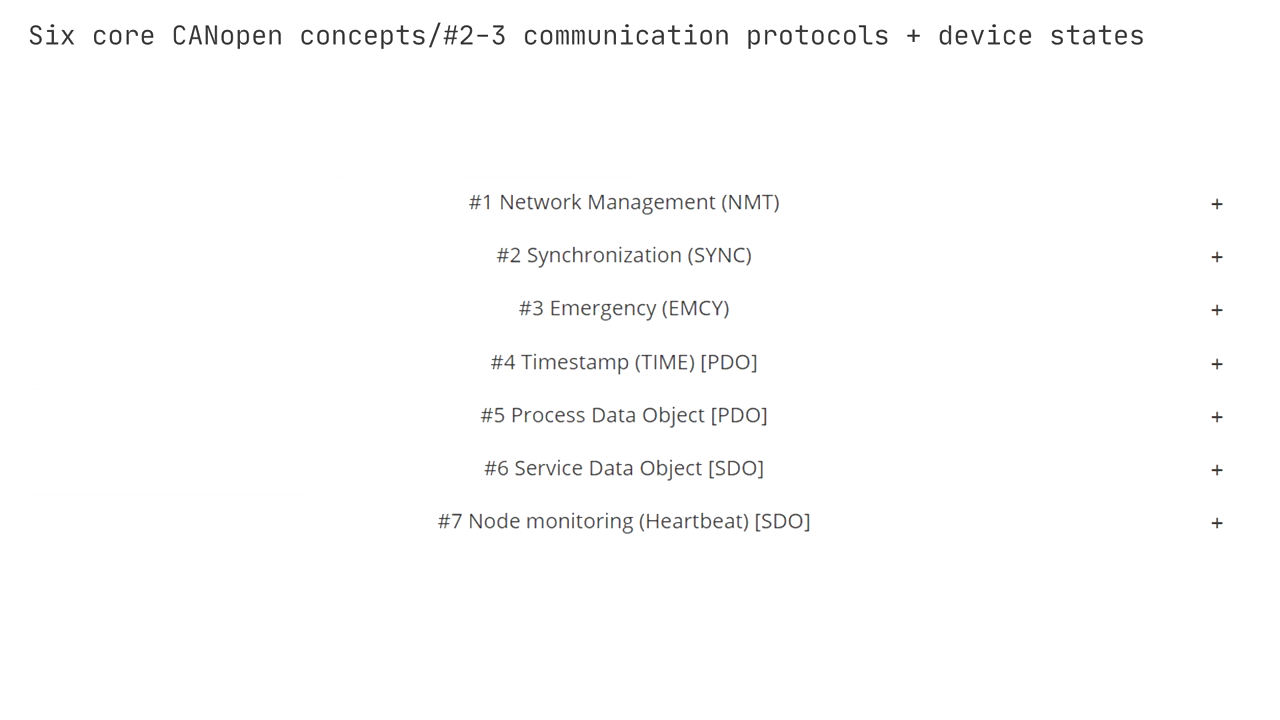 Six core CANopen concepts/#2-3 communication protocols + device states
#1 Network Management (NMT) +
#2 Synchronization (SYNC) +
#3 Emergency (EMCY) +
#4 Timestamp (TIME) [PDO] +
#5 Process Data Object [PDO] +
#6 Service Data Object [SDO] +
#7 Node monitoring (Heartbeat) [SDO] +